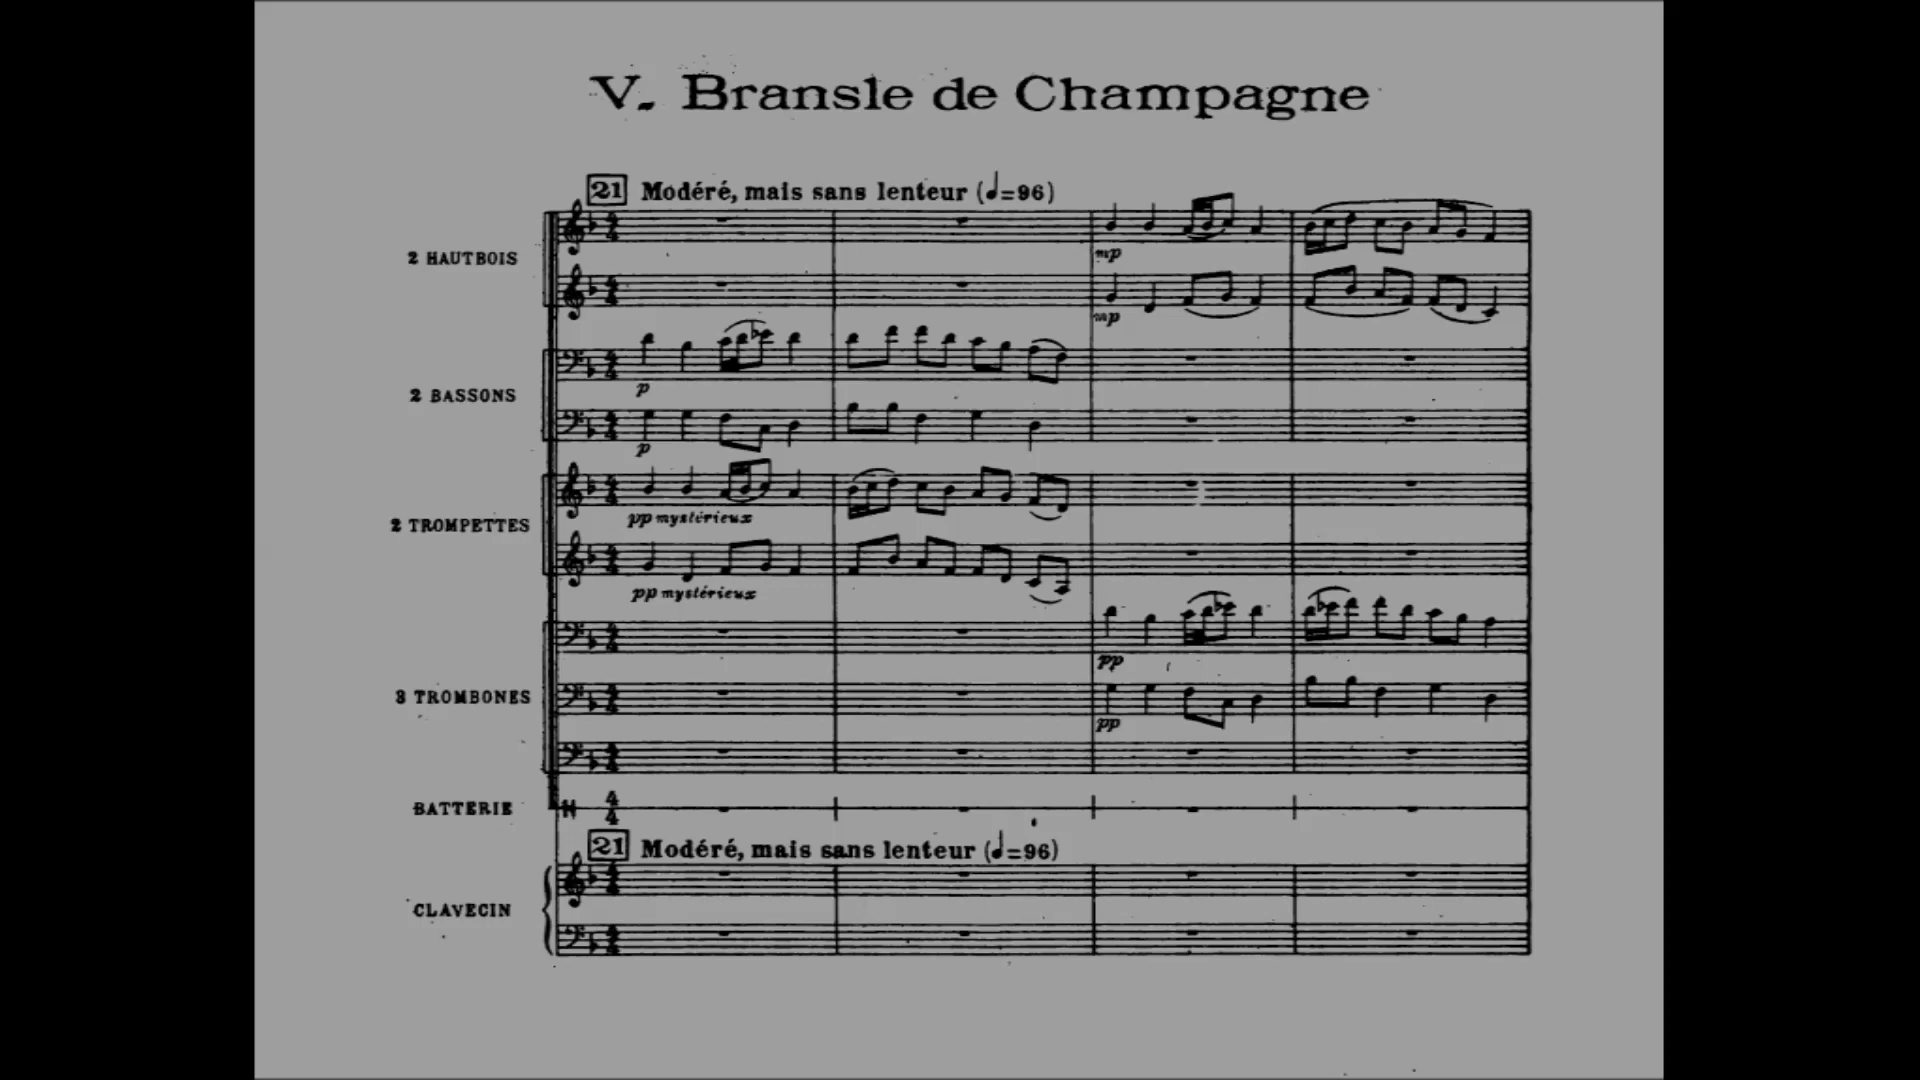 V. Bransle de Champagne
21 Modéré, mais sans lenteur (♩=96)
2 HAUTBOIS
mp
mp
2 BASSONS
p
p
2 TROMPETTES
pp mystérieux
pp mystérieux
3 TROMBONES
pp
pp
BATTERIE
21 Modéré, mais sans lenteur (♩=96)
CLAVECIN